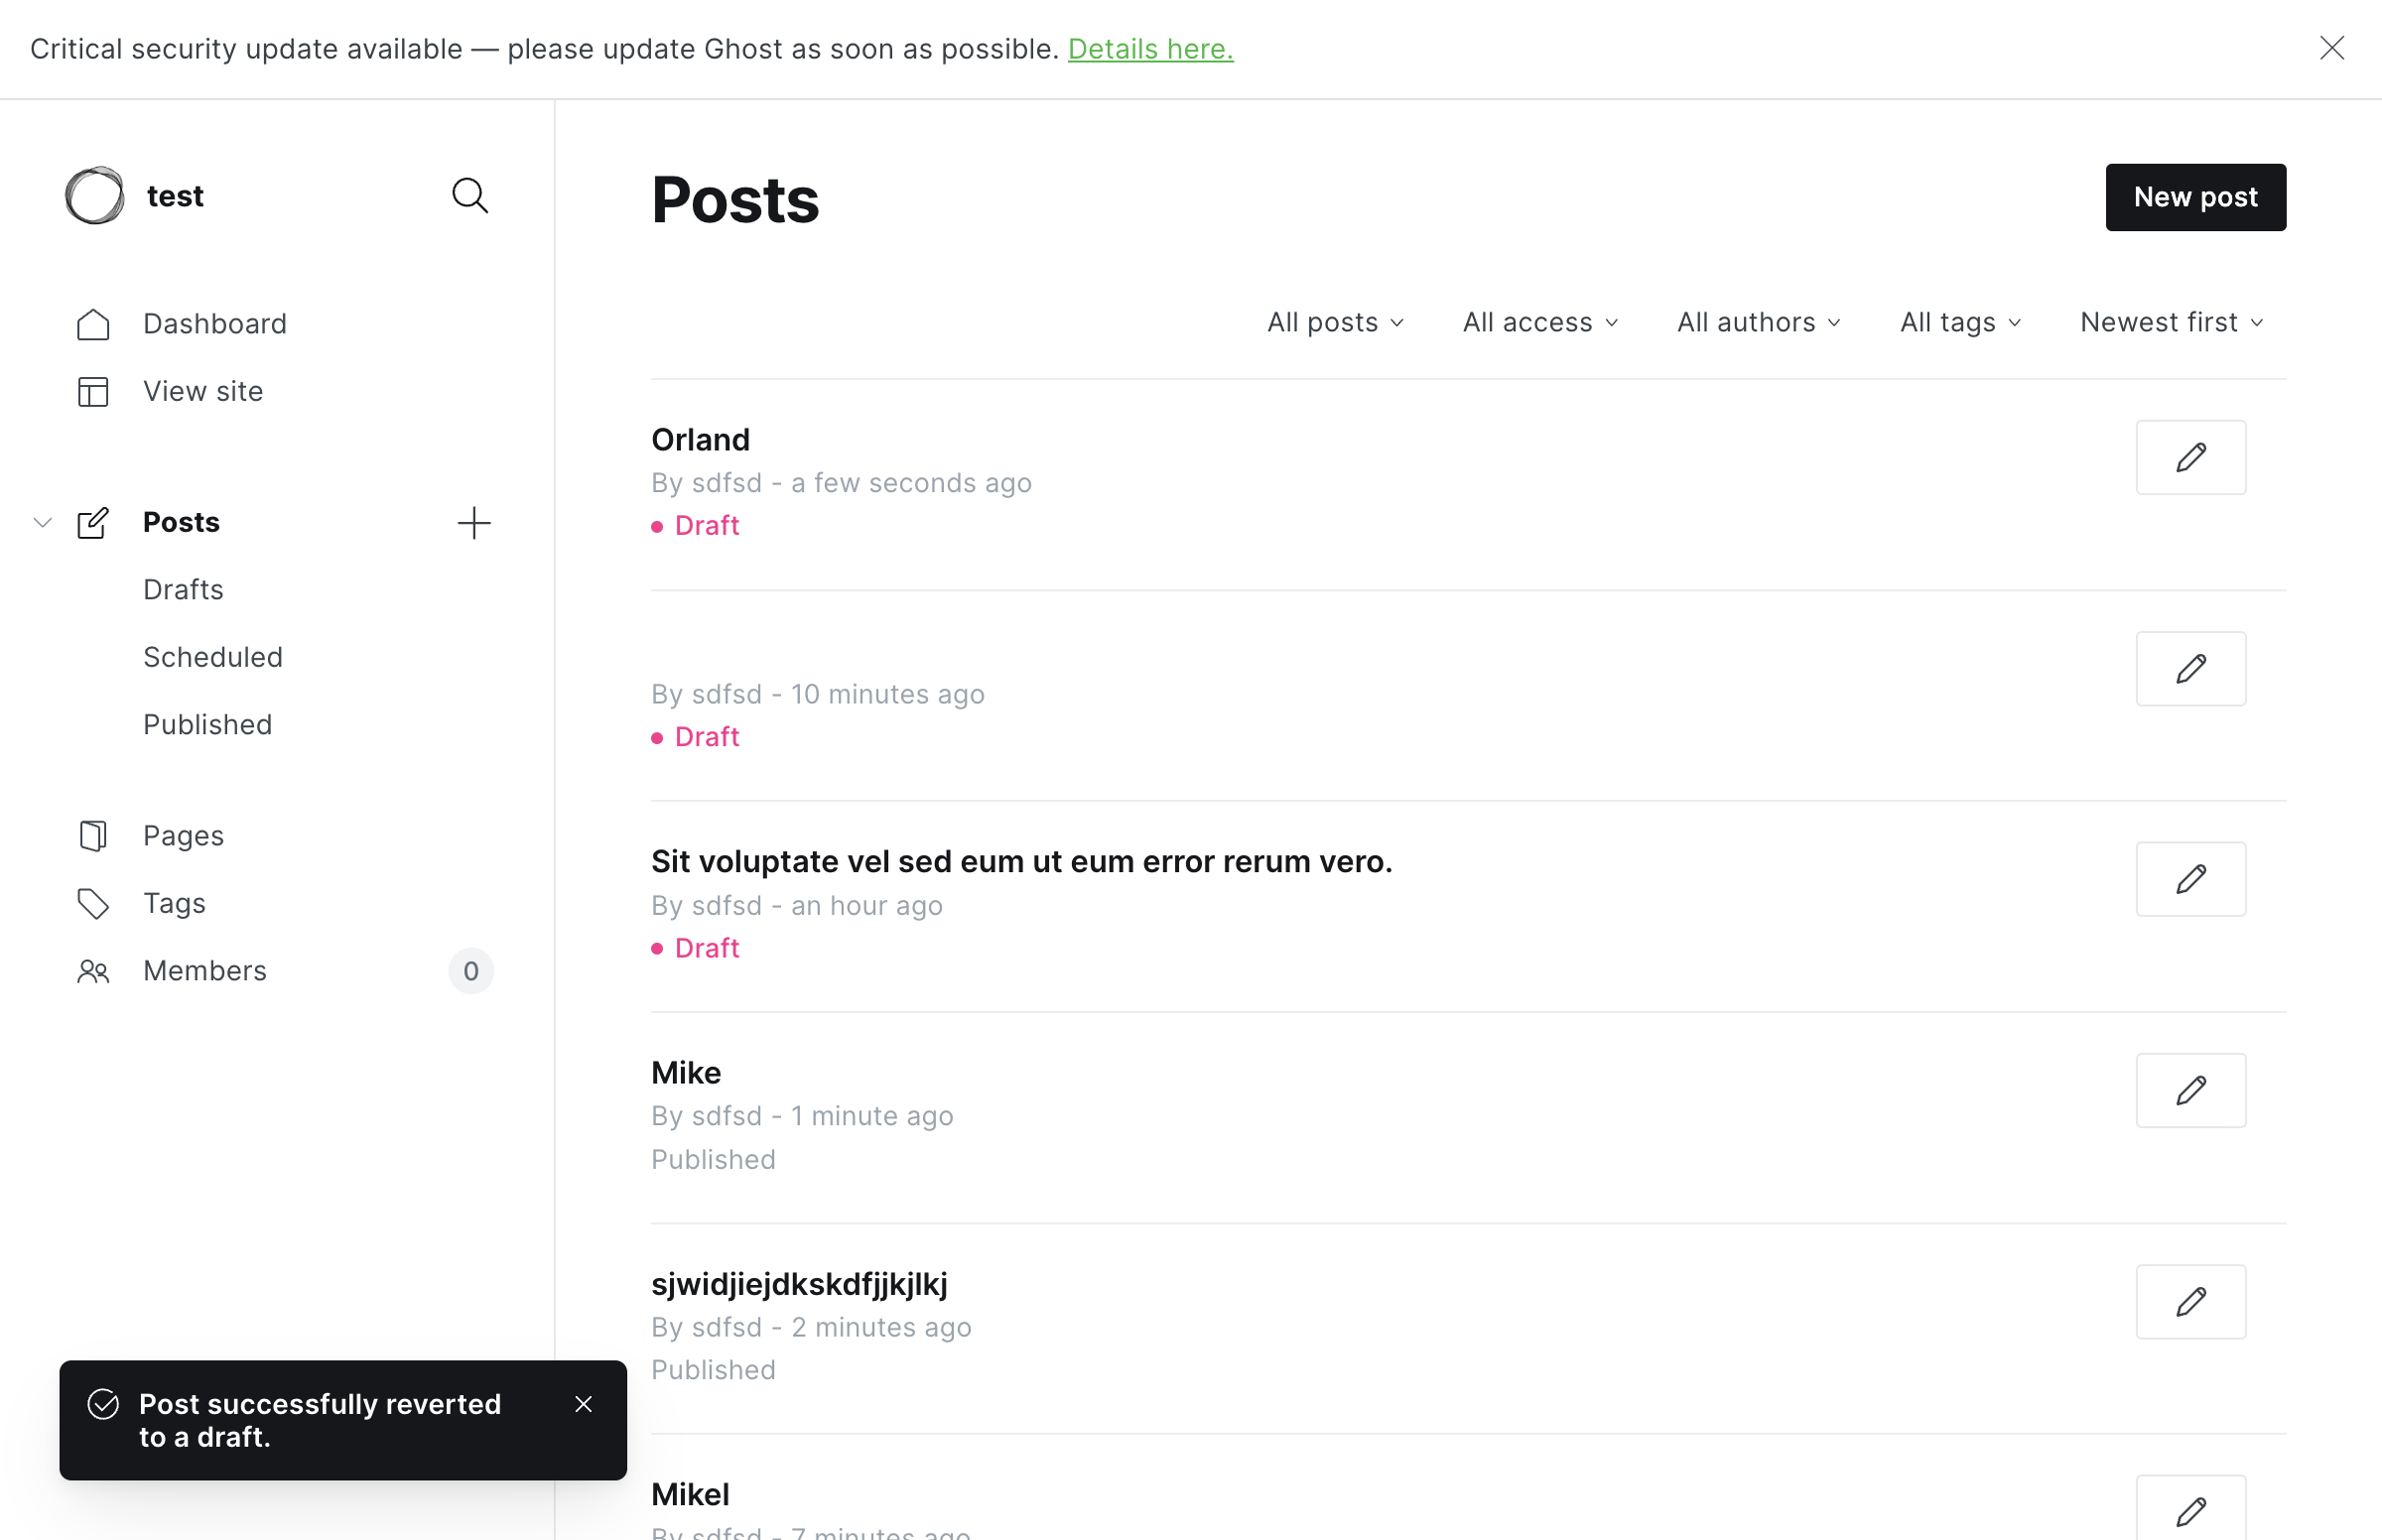 Critical security update available — please update Ghost as soon as possible. Details here.
test
Dashboard
View site
Posts
Drafts
Scheduled
Published
Pages
Tags
Members 0
Posts
New post
All posts All access All authors All tags Newest first
Orland
By sdfsd - a few seconds ago
Draft
By sdfsd - 10 minutes ago
Draft
Sit voluptate vel sed eum ut eum error rerum vero.
By sdfsd - an hour ago
Draft
Mike
By sdfsd - 1 minute ago
Published
sjwidjiejdkskdfjjkjlkj
By sdfsd - 2 minutes ago
Published
Mikel
By sdfsd - 7 minutes ago
Post successfully reverted
to a draft.